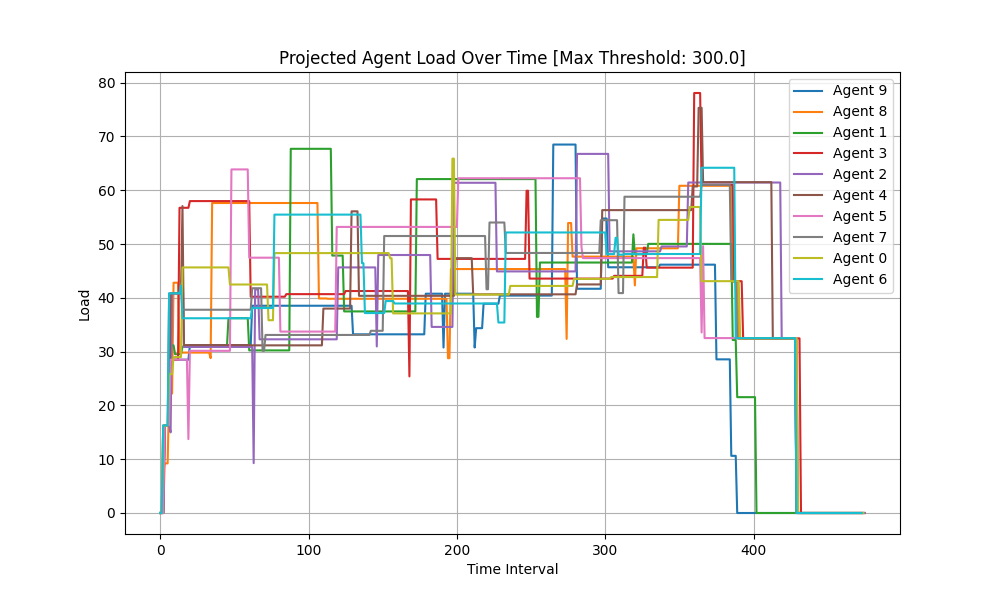 Projected Agent Load Over Time [Max Threshold: 300.0]
Load
80
70
60
50
40
30
20
10
0
0
100
200
300
400
Time Interval
Agent 9
Agent 8
Agent 1
Agent 3
Agent 2
Agent 4
Agent 5
Agent 7
Agent 0
Agent 6